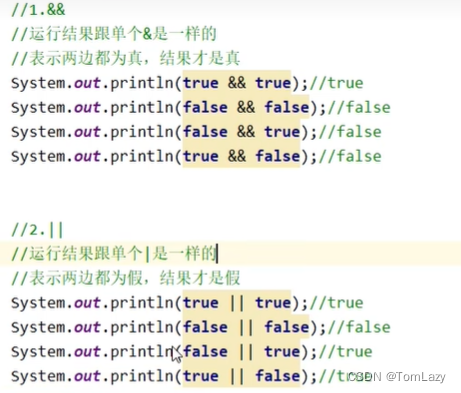 //1.&&
//运行结果跟单个&是一样的
//表示两边都为真，结果才是真
System.out.println(true && true);//true
System.out.println(false && false);//false
System.out.println(false && true);//false
System.out.println(true && false);//false
//2.||
//运行结果跟单个|是一样的
//表示两边都为假，结果才是假
System.out.println(true || true);//true
System.out.println(false || false);//false
System.out.println(false || true);//true
System.out.println(true || false);//true
CSDN @TomLazy